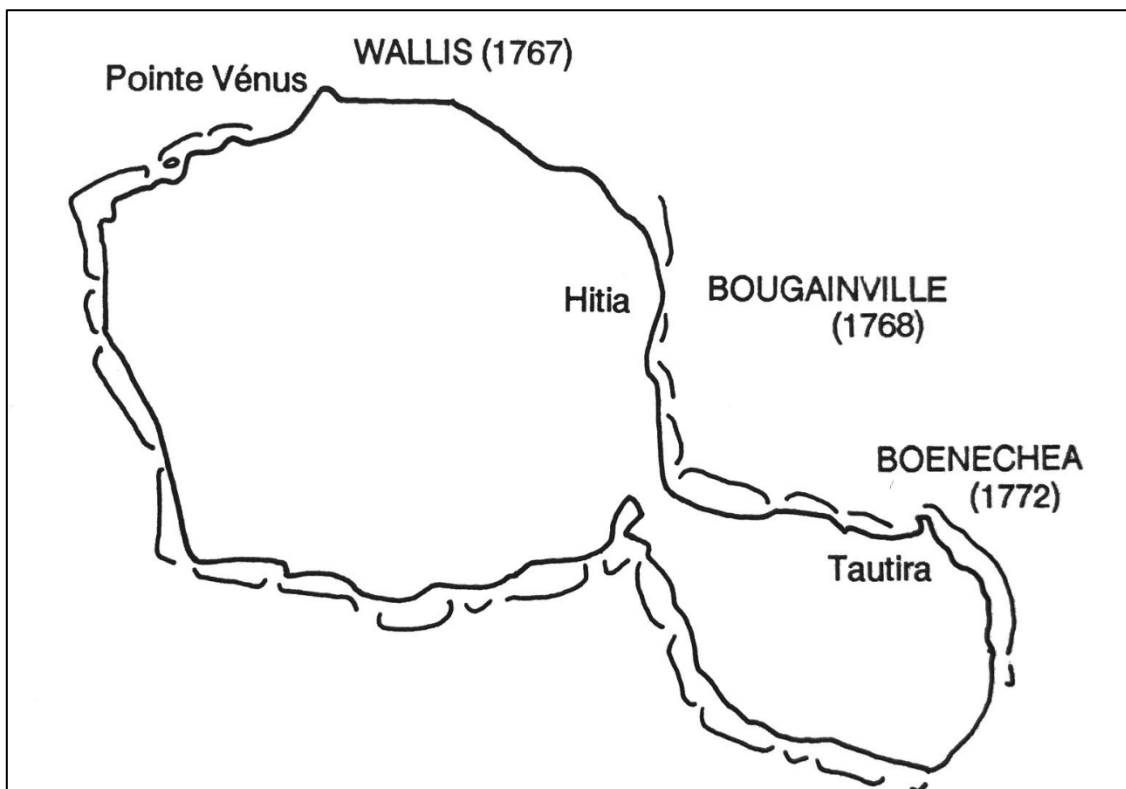 WALLIS (1767)
Pointe Vénus
Hitia
BOUGAINVILLE
(1768)
BOENECHEA
(1772)
Tautira